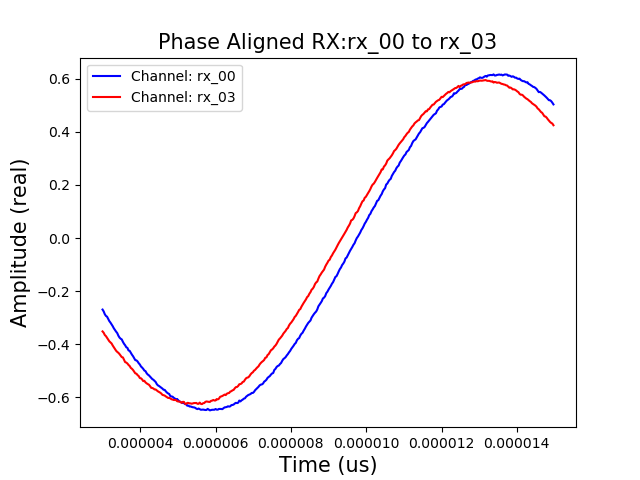 Phase Aligned RX:rx_00 to rx_03
Channel: rx_00
Channel: rx_03
Amplitude (real)
0.6
0.4
0.2
0.0
−0.2
−0.4
−0.6
0.000004 0.000006 0.000008 0.000010 0.000012 0.000014
Time (us)